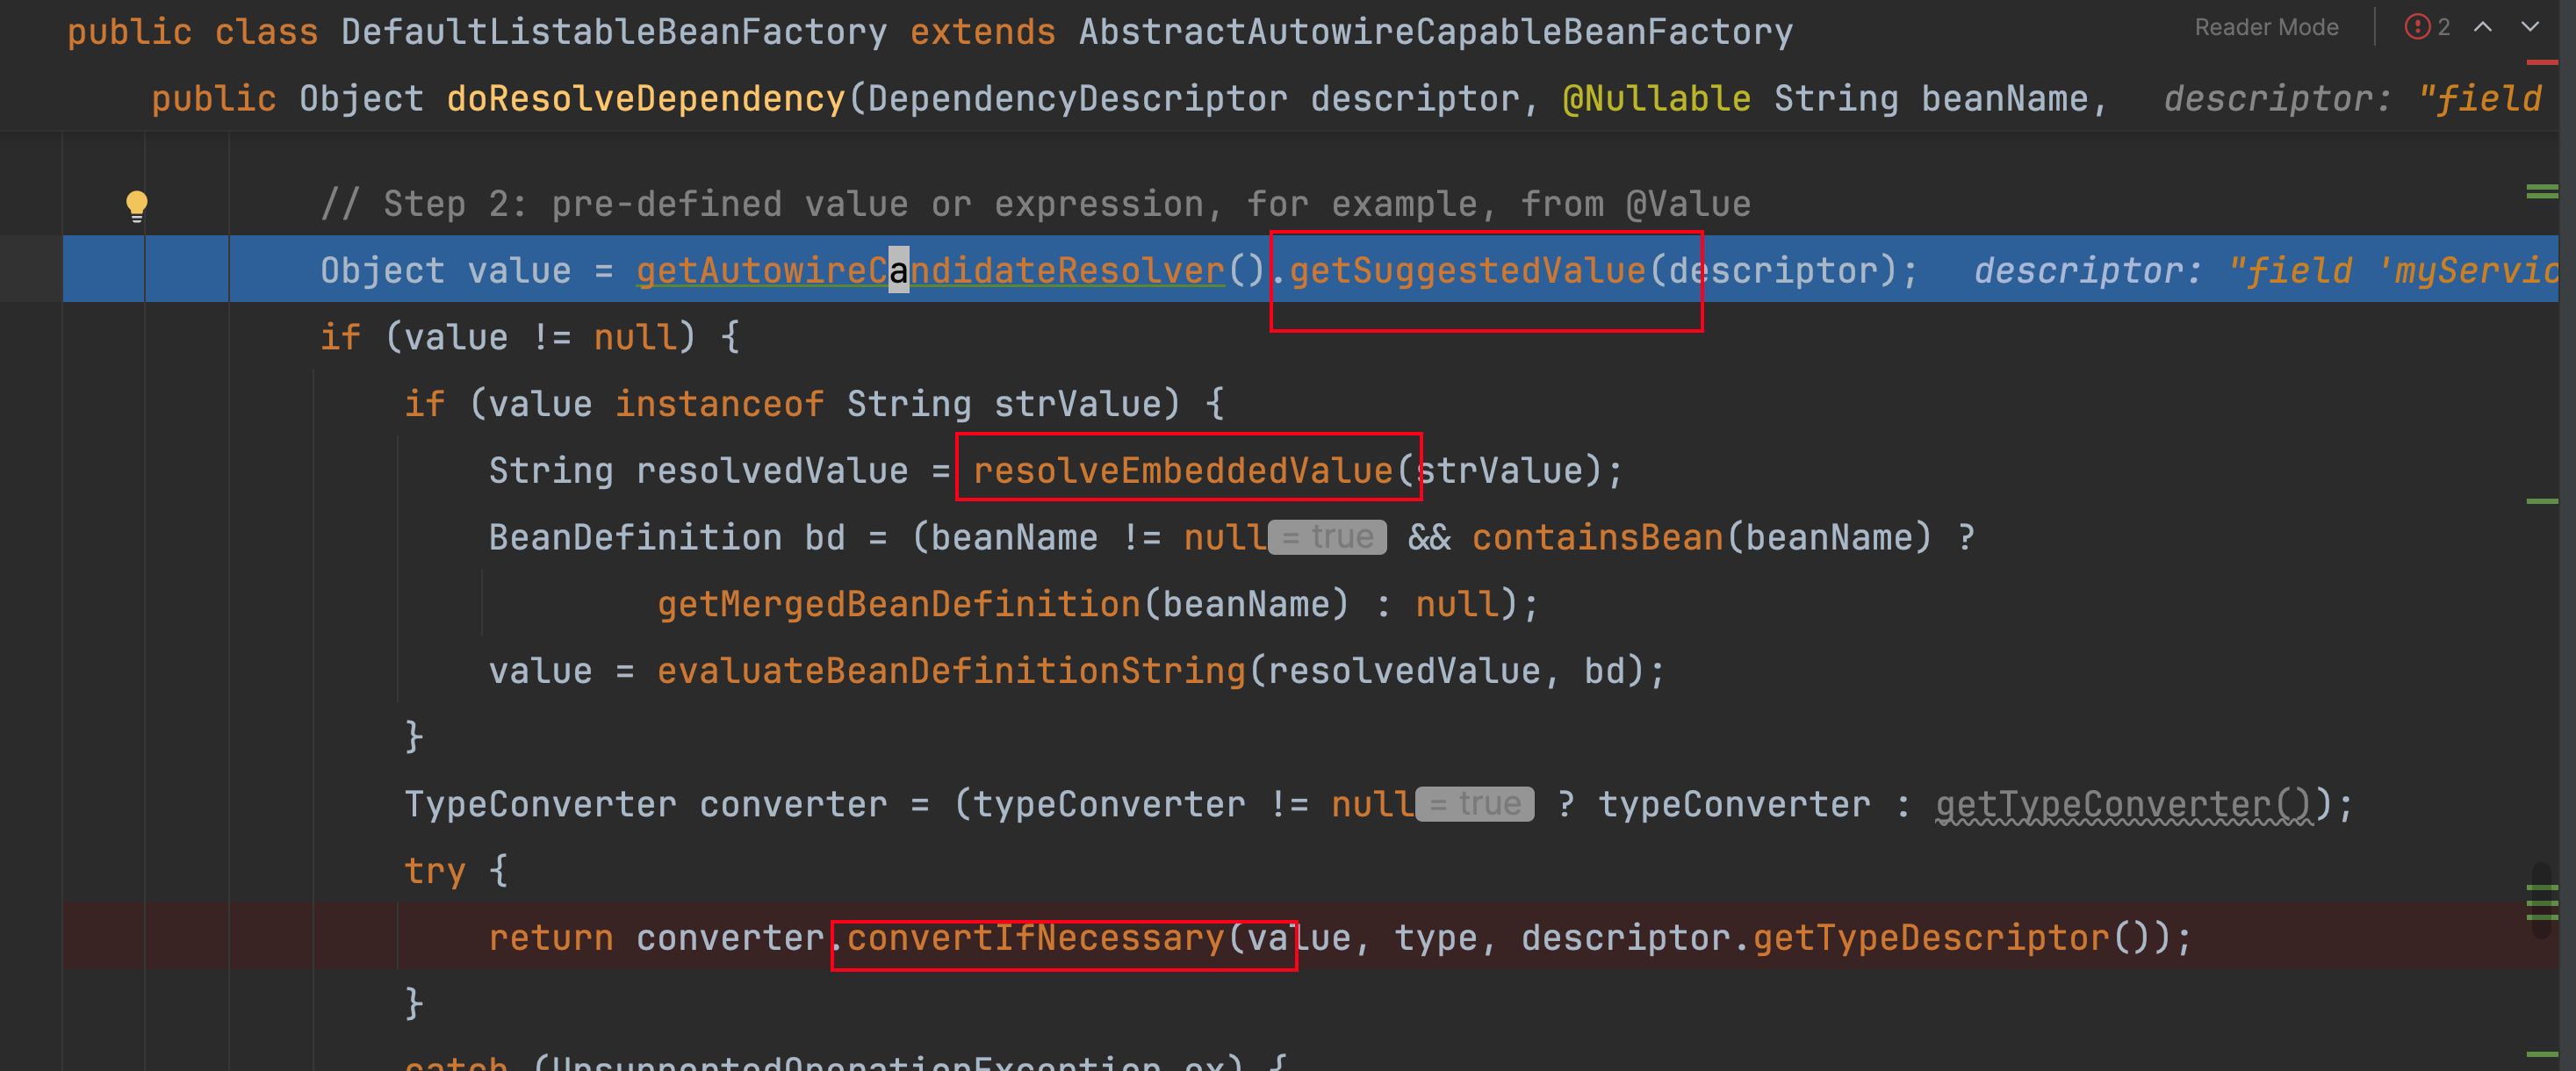 public class DefaultListableBeanFactory extends AbstractAutowireCapableBeanFactory
Reader Mode
2
public Object doResolveDependency(DependencyDescriptor descriptor, @Nullable String beanName, descriptor: "field
// Step 2: pre-defined value or expression, for example, from @Value
Object value = getAutowireCandidateResolver().getSuggestedValue(descriptor); descriptor: "field 'myServic
if (value != null) {
if (value instanceof String strValue) {
String resolvedValue = resolveEmbeddedValue(strValue);
BeanDefinition bd = (beanName != null = true && containsBean(beanName) ?
getMergedBeanDefinition(beanName) : null);
value = evaluateBeanDefinitionString(resolvedValue, bd);
}
TypeConverter converter = (typeConverter != null = true ? typeConverter : getTypeConverter());
try {
return converter.convertIfNecessary(value, type, descriptor.getTypeDescriptor());
}
catch (UnsupportedOperationException ex) {